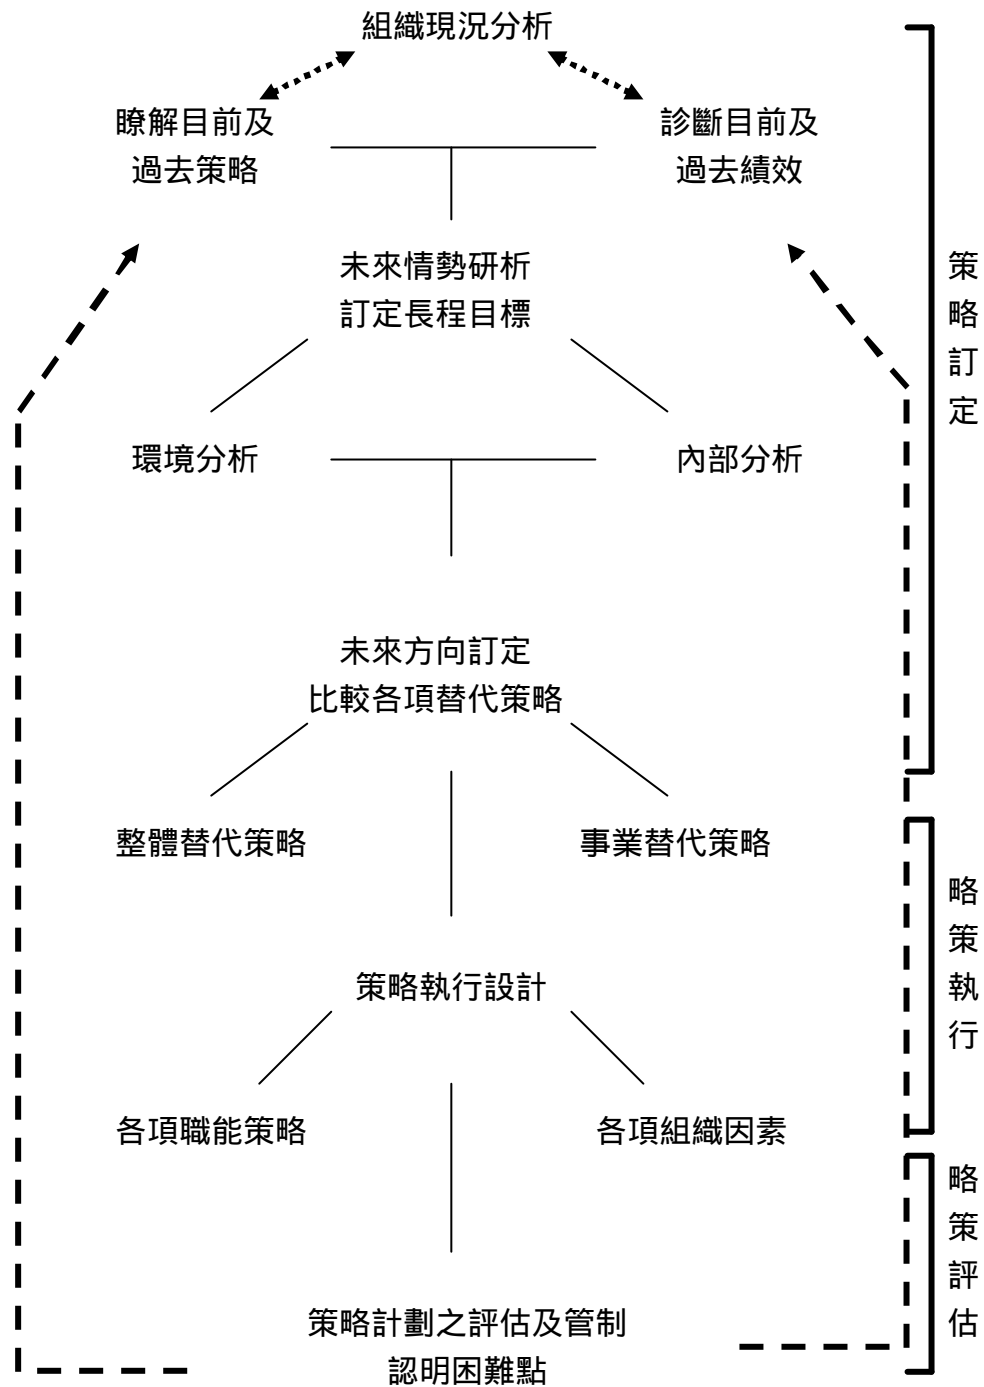 組織現況分析
瞭解目前及
過去策略
診斷目前及
過去績效
未來情勢研析
訂定長程目標
環境分析
內部分析
未來方向訂定
比較各項替代策略
整體替代策略
事業替代策略
策略執行設計
各項職能策略
各項組織因素
策略計劃之評估及管制
認明困難點
策略訂定
略策執行
略策評估